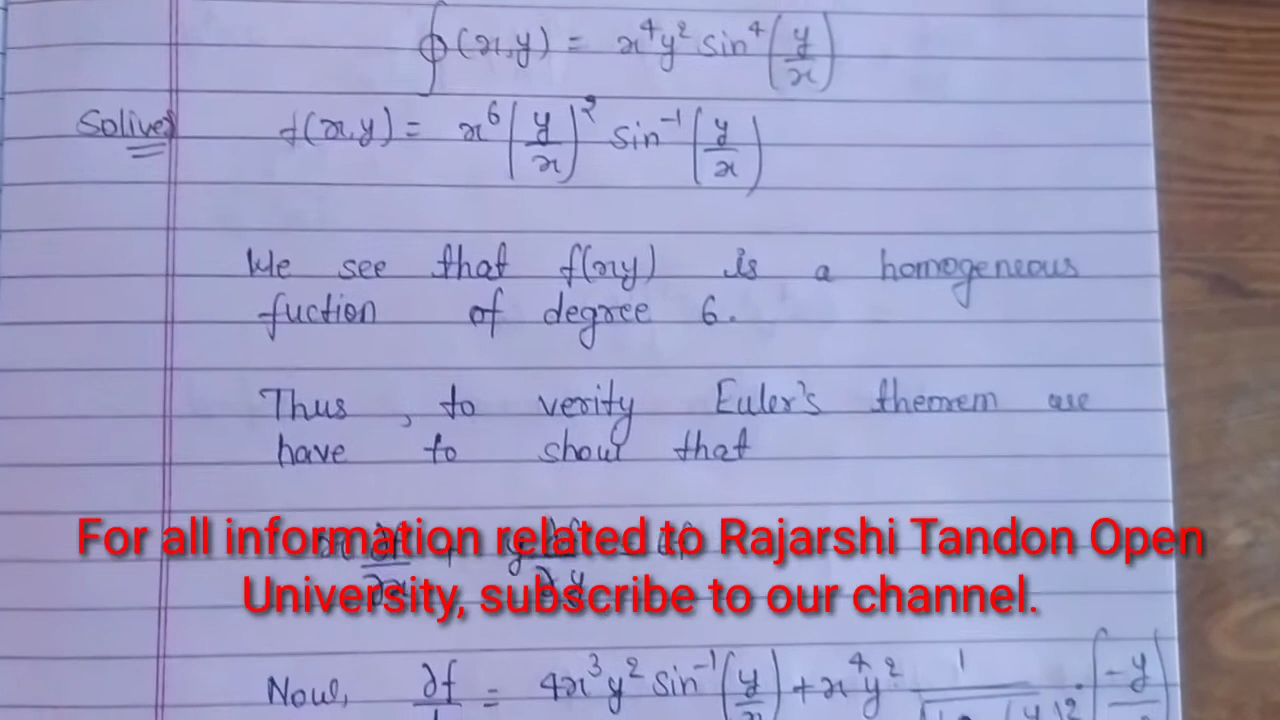 ϕ(x,y) = x⁴y² sin⁴(y/x)
Solive
f(x,y) = x⁶(y/x)² sin⁻¹(y/x)
We see that f(x,y) is a homogeneous
fuction of degree 6.
Thus, to verity Euler's theorem we
have to show that
x ∂f/∂x + y ∂f/∂y
For all information related to Rajarshi Tandon Open
University, subscribe to our channel.
Now, ∂f = 4x³y² sin⁻¹(y/x) + x⁴y² 1